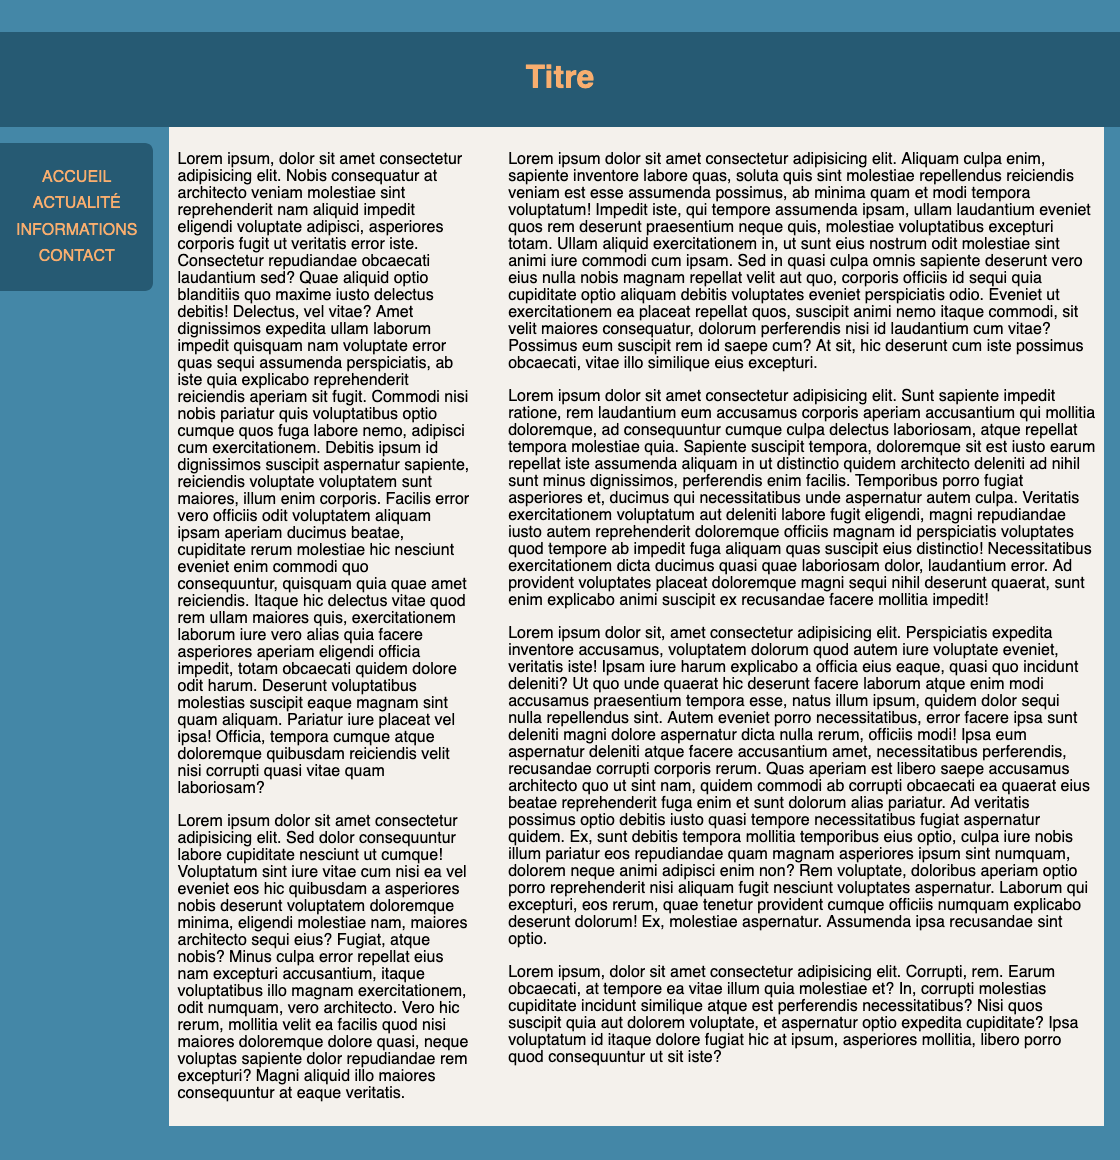 Titre
ACCUEIL
ACTUALITÉ
INFORMATIONS
CONTACT
Lorem ipsum, dolor sit amet consectetur
adipisicing elit. Nobis consequatur at
architecto veniam molestiae sint
reprehenderit nam aliquid impedit
eligendi voluptate adipisci, asperiores
corporis fugit ut veritatis error iste.
Consectetur repudiandae obcaecati
laudantium sed? Quae aliquid optio
blanditiis quo maxime iusto delectus
debitis! Delectus, vel vitae? Amet
dignissimos expedita ullam laborum
impedit quisquam nam voluptate error
quas sequi assumenda perspiciatis, ab
iste quia explicabo reprehenderit
reiciendis aperiam sit fugit. Commodi nisi
nobis pariatur quis voluptatibus optio
cumque quos fuga labore nemo, adipisci
cum exercitationem. Debitis ipsum id
dignissimos suscipit aspernatur sapiente,
reiciendis voluptate voluptatem sunt
maiores, illum enim corporis. Facilis error
vero officiis odit voluptatem aliquam
ipsam aperiam ducimus beatae,
cupiditate rerum molestiae hic nesciunt
eveniet enim commodi quo
consequuntur, quisquam quia quae amet
reiciendis. Itaque hic delectus vitae quod
rem ullam maiores quis, exercitationem
laborum iure vero alias quia facere
asperiores aperiam eligendi officia
impedit, totam obcaecati quidem dolore
odit harum. Deserunt voluptatibus
molestias suscipit eaque magnam sint
quam aliquam. Pariatur iure placeat vel
ipsa! Officia, tempora cumque atque
doloremque quibusdam reiciendis velit
nisi corrupti quasi vitae quam
laboriosam?
Lorem ipsum dolor sit amet consectetur
adipisicing elit. Sed dolor consequuntur
labore cupiditate nesciunt ut cumque!
Voluptatum sint iure vitae cum nisi ea vel
eveniet eos hic quibusdam a asperiores
nobis deserunt voluptatem doloremque
minima, eligendi molestiae nam, maiores
architecto sequi eius? Fugiat, atque
nobis? Minus culpa error repellat eius
nam excepturi accusantium, itaque
voluptatibus illo magnam exercitationem,
odit numquam, vero architecto. Vero hic
rerum, mollitia velit ea facilis quod nisi
maiores doloremque dolore quasi, neque
voluptas sapiente dolor repudiandae rem
excepturi? Magni aliquid illo maiores
consequuntur at eaque veritatis.
Lorem ipsum dolor sit amet consectetur adipisicing elit. Aliquam culpa enim,
sapiente inventore labore quas, soluta quis sint molestiae repellendus reiciendis
veniam est esse assumenda possimus, ab minima quam et modi tempora
voluptatum! Impedit iste, qui tempore assumenda ipsam, ullam laudantium eveniet
quos rem deserunt praesentium neque quis, molestiae voluptatibus excepturi
totam. Ullam aliquid exercitationem in, ut sunt eius nostrum odit molestiae sint
animi iure commodi cum ipsam. Sed in quasi culpa omnis sapiente deserunt vero
eius nulla nobis magnam repellat velit aut quo, corporis officiis id sequi quia
cupiditate optio aliquam debitis voluptates eveniet perspiciatis odio. Eveniet ut
exercitationem ea placeat repellat quos, suscipit animi nemo itaque commodi, sit
velit maiores consequatur, dolorum perferendis nisi id laudantium cum vitae?
Possimus eum suscipit rem id saepe cum? At sit, hic deserunt cum iste possimus
obcaecati, vitae illo similique eius excepturi.
Lorem ipsum dolor sit amet consectetur adipisicing elit. Sunt sapiente impedit
ratione, rem laudantium eum accusamus corporis aperiam accusantium qui mollitia
doloremque, ad consequuntur cumque culpa delectus laboriosam, atque repellat
tempora molestiae quia. Sapiente suscipit tempora, doloremque sit est iusto earum
repellat iste assumenda aliquam in ut distinctio quidem architecto deleniti ad nihil
sunt minus dignissimos, perferendis enim facilis. Temporibus porro fugiat
asperiores et, ducimus qui necessitatibus unde aspernatur autem culpa. Veritatis
exercitationem voluptatum aut deleniti labore fugit eligendi, magni repudiandae
iusto autem reprehenderit doloremque officiis magnam id perspiciatis voluptates
quod tempore ab impedit fuga aliquam quas suscipit eius distinctio! Necessitatibus
exercitationem dicta ducimus quasi quae laboriosam dolor, laudantium error. Ad
provident voluptates placeat doloremque magni sequi nihil deserunt quaerat, sunt
enim explicabo animi suscipit ex recusandae facere mollitia impedit!
Lorem ipsum dolor sit, amet consectetur adipisicing elit. Perspiciatis expedita
inventore accusamus, voluptatem dolorum quod autem iure voluptate eveniet,
veritatis iste! Ipsam iure harum explicabo a officia eius eaque, quasi quo incidunt
deleniti? Ut quo unde quaerat hic deserunt facere laborum atque enim modi
accusamus praesentium tempora esse, natus illum ipsum, quidem dolor sequi
nulla repellendus sint. Autem eveniet porro necessitatibus, error facere ipsa sunt
deleniti magni dolore aspernatur dicta nulla rerum, officiis modi! Ipsa eum
aspernatur deleniti atque facere accusantium amet, necessitatibus perferendis,
recusandae corrupti corporis rerum. Quas aperiam est libero saepe accusamus
architecto quo ut sint nam, quidem commodi ab corrupti obcaecati ea quaerat eius
beatae reprehenderit fuga enim et sunt dolorum alias pariatur. Ad veritatis
possimus optio debitis iusto quasi tempore necessitatibus fugiat aspernatur
quidem. Ex, sunt debitis tempora mollitia temporibus eius optio, culpa iure nobis
illum pariatur eos repudiandae quam magnam asperiores ipsum sint numquam,
dolorem neque animi adipisci enim non? Rem voluptate, doloribus aperiam optio
porro reprehenderit nisi aliquam fugit nesciunt voluptates aspernatur. Laborum qui
excepturi, eos rerum, quae tenetur provident cumque officiis numquam explicabo
deserunt dolorum! Ex, molestiae aspernatur. Assumenda ipsa recusandae sint
optio.
Lorem ipsum, dolor sit amet consectetur adipisicing elit. Corrupti, rem. Earum
obcaecati, at tempore ea vitae illum quia molestiae et? In, corrupti molestias
cupiditate incidunt similique atque est perferendis necessitatibus? Nisi quos
suscipit quia aut dolorem voluptate, et aspernatur optio expedita cupiditate? Ipsa
voluptatum id itaque dolore fugiat hic at ipsum, asperiores mollitia, libero porro
quod consequuntur ut sit iste?